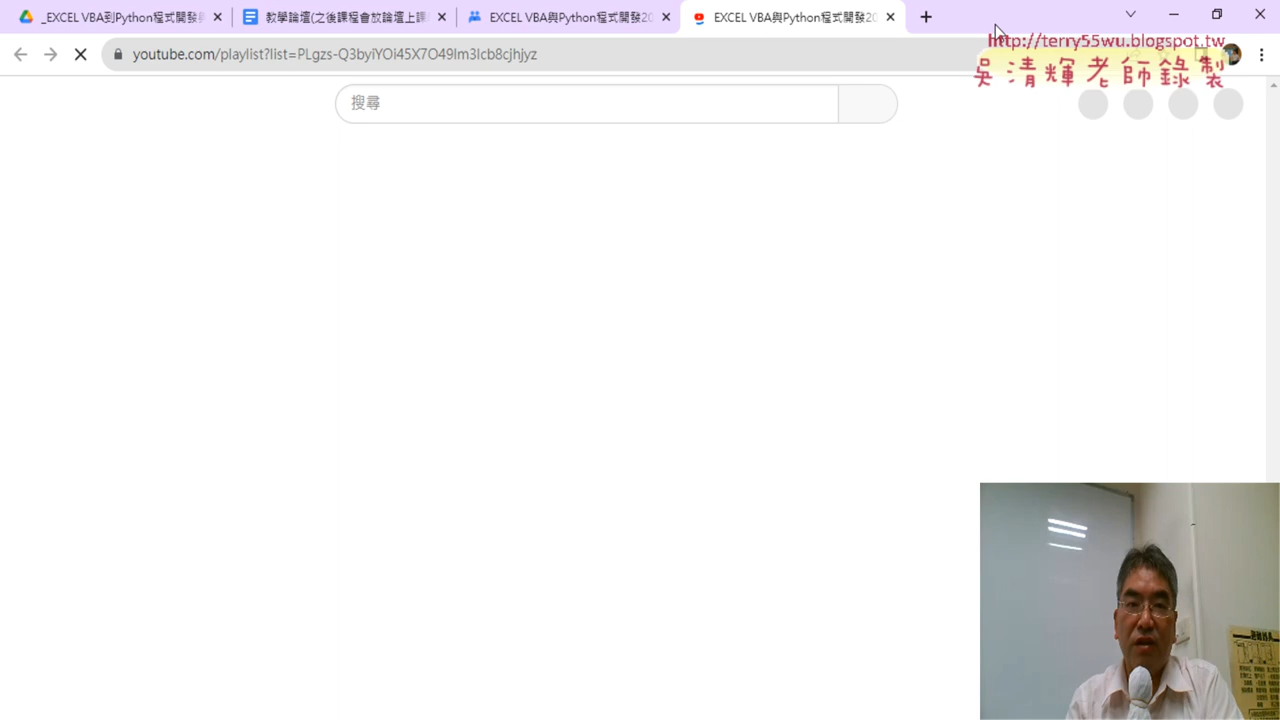 _EXCEL VBA到Python程式開發
教學論壇(之後課程會放論壇上課
EXCEL VBA與Python程式開發20
EXCEL VBA與Python程式開發20
youtube.com/playlist?list=PLgzs-Q3byiYOi45X7O49Im3Icb8cjhjyz
http://terry55wu.blogspot.tw
吳清輝老師錄製
搜尋